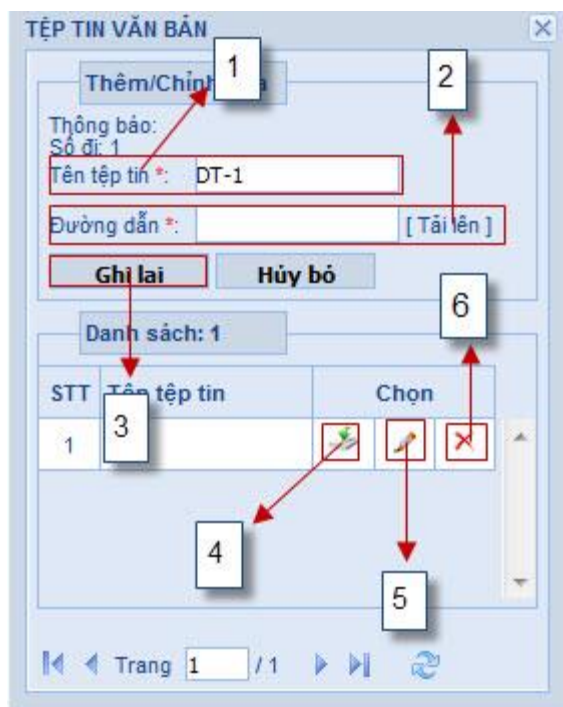 TỆP TIN VĂN BẢN
1
2
Thông báo:
Số đi: 1
Tên tệp tin *: DT-1
Đường dẫn *: [ Tải lên ]
Ghi lại Hủy bỏ
6
Danh sách: 1
STT Tên tệp tin Chọn
3
1
4
5
Trang 1 / 1